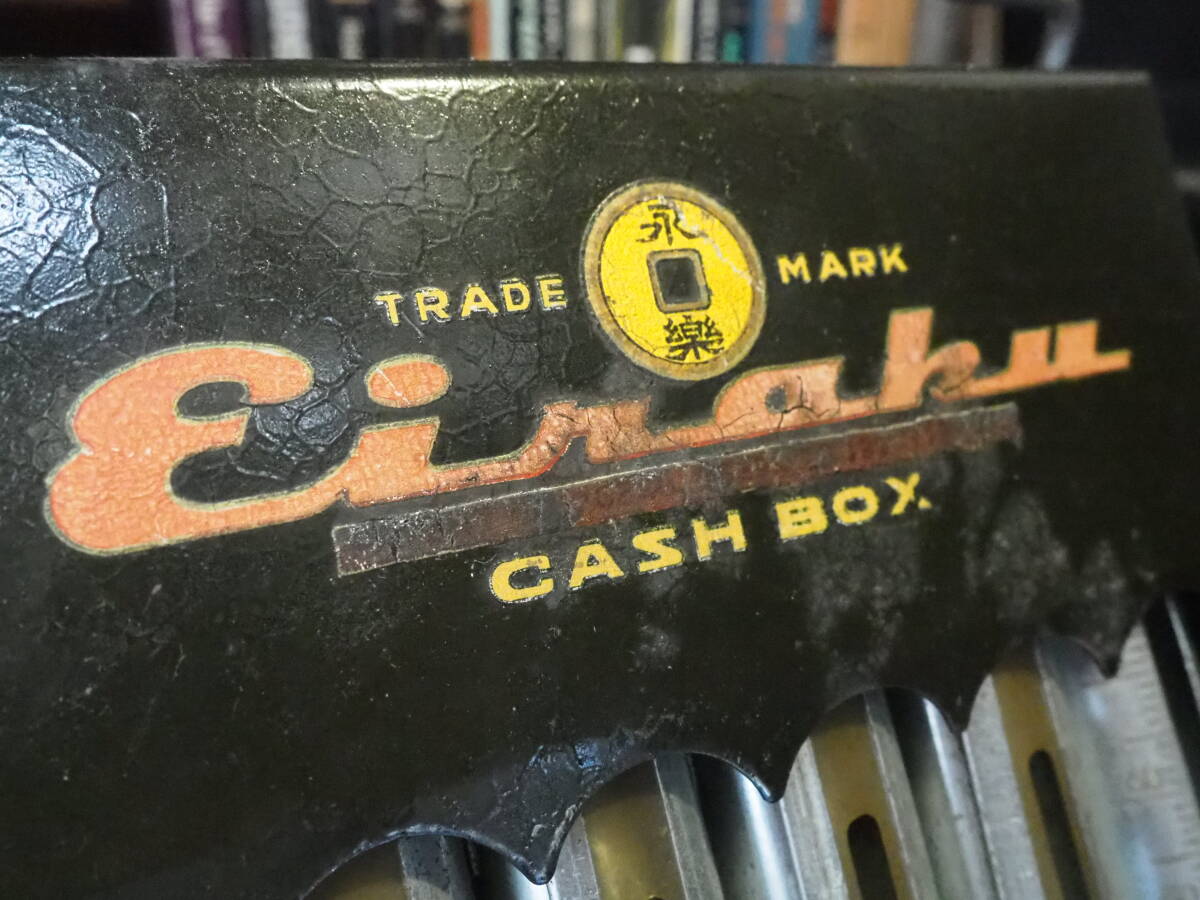 TRADE 永樂 MARK
Eiraku
CASH BOX